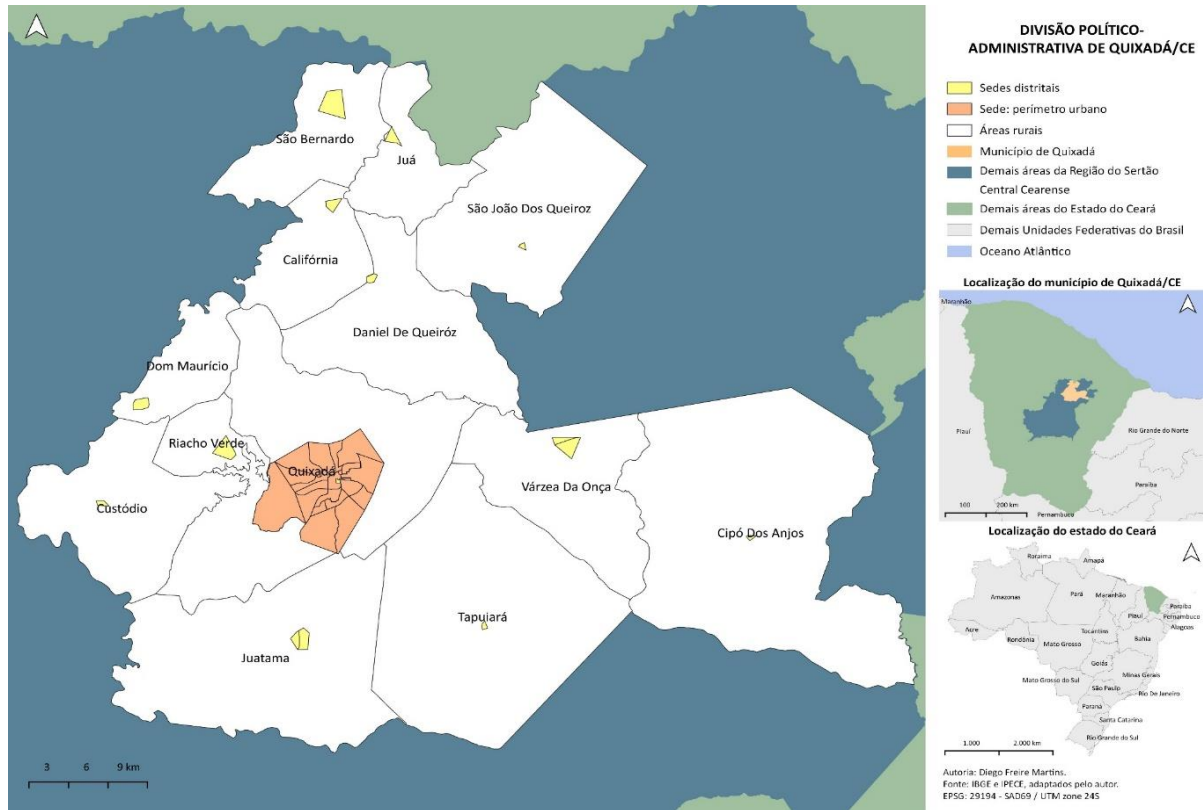 São Bernardo
Juá
São João Dos Queiroz
Califórnia
Daniel De Queiróz
Dom Maurício
Riacho Verde
Quixadá
Várzea Da Onça
Custódio
Cipó Dos Anjos
Tapuiará
Juatama
3 6 9 km
DIVISÃO POLÍTICO-
ADMINISTRATIVA DE QUIXADÁ/CE
Sedes distritais
Sede: perímetro urbano
Áreas rurais
Município de Quixadá
Demais áreas da Região do Sertão
Central Cearense
Demais áreas do Estado do Ceará
Demais Unidades Federativas do Brasil
Oceano Atlântico
Localização do município de Quixadá/CE
Maranhão
Piauí
Rio Grande do Norte
Paraíba
Pernambuco
100 200 km
Localização do estado do Ceará
Roraima
Amapá
Amazonas
Pará
Maranhão
Paraíba
Piauí
Pernambuco
Alagoas
Acre
Rondônia
Tocantins
Bahia
Mato Grosso
Goiás
Minas Gerais
Mato Grosso do Sul
São Paulo
Rio De Janeiro
Paraná
Santa Catarina
Rio Grande do Sul
1.000 2.000 km
Autoria: Diego Freire Martins.
Fonte: IBGE e IPECE, adaptados pelo autor.
EPSG: 29194 - SAD69 / UTM zone 24S